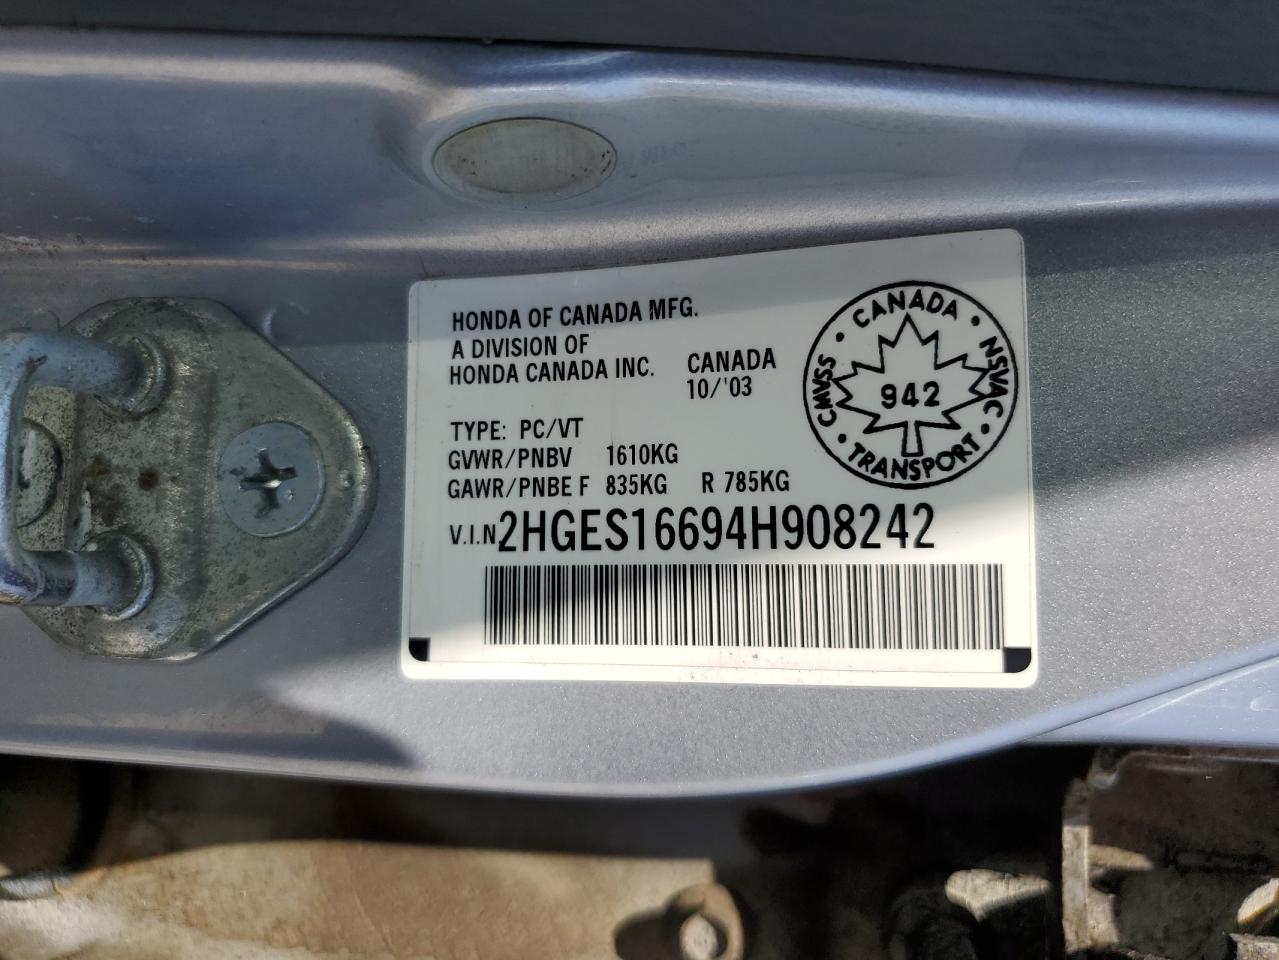 HONDA OF CANADA MFG.
A DIVISION OF
HONDA CANADA INC. CANADA
10/'03
TYPE: PC/VT
GVWR/PNBV 1610KG
GAWR/PNBE F 835KG R 785KG
V.I.N 2HGES16694H908242
• CANADA • NSVAC • TRANSPORT • CMVSS
942